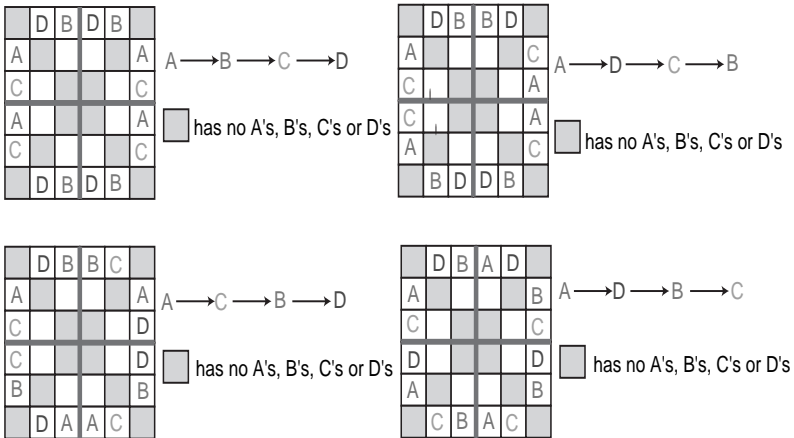 D B D B
A A
C C
A A
C C
D B D B
A B C D
has no A's, B's, C's or D's
D B B D
A C
C A
C A
A C
B D D B
A D C B
has no A's, B's, C's or D's
D B B C
A A
C D
C D
B B
D A A C
A C B D
has no A's, B's, C's or D's
D B A D
A B
C C
D D
A B
C B A C
A D B C
has no A's, B's, C's or D's